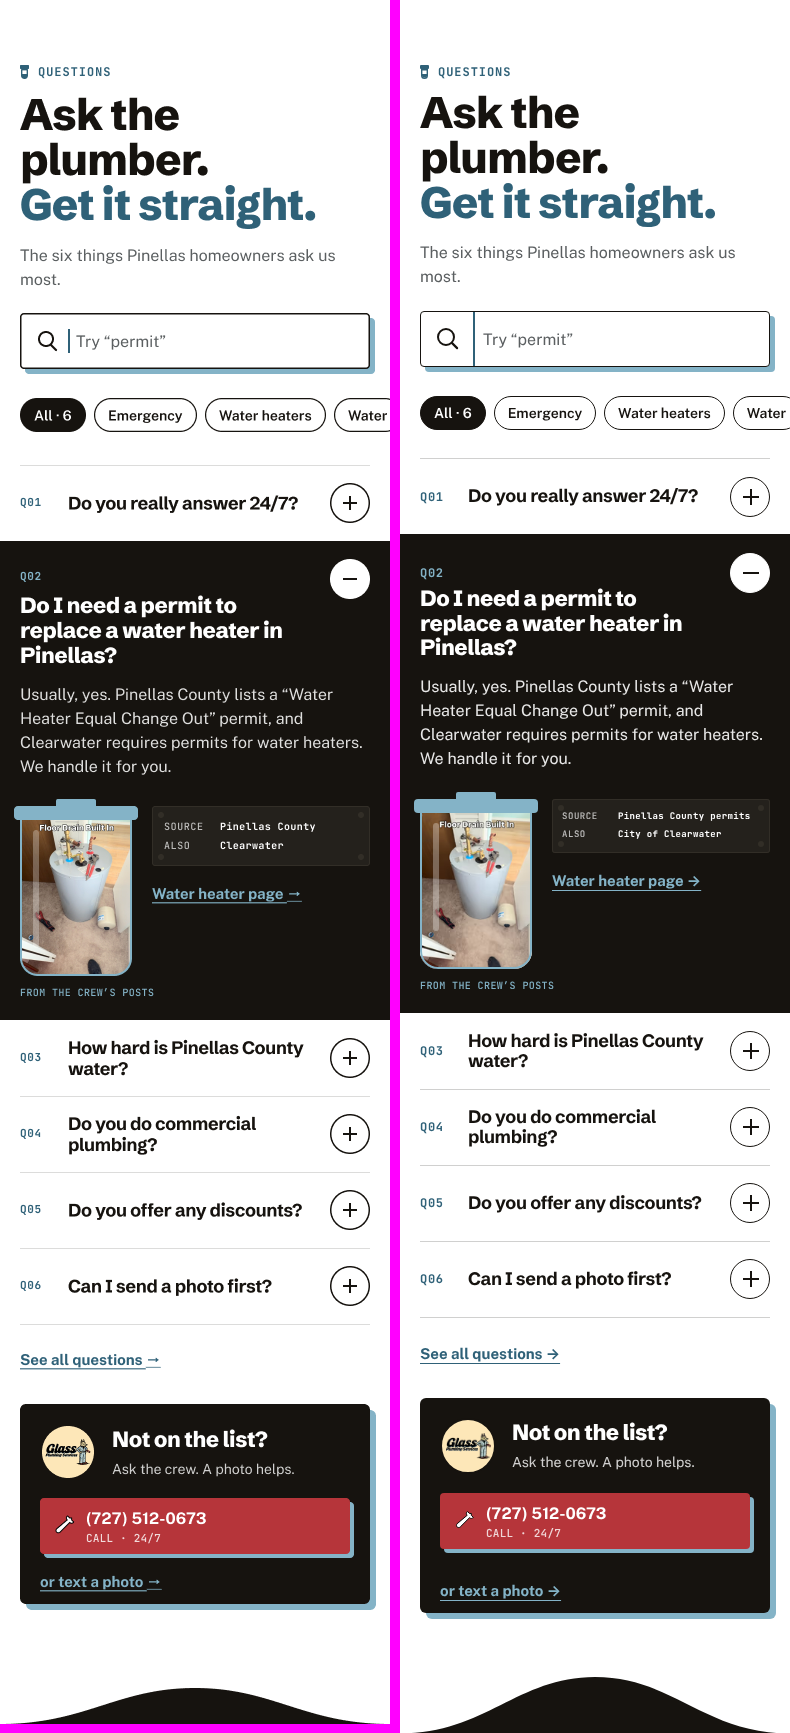 QUESTIONS
Ask the
plumber.
Get it straight.
The six things Pinellas homeowners ask us
most.
Try “permit”
All · 6
Emergency
Water heaters
Water
Q01
Do you really answer 24/7?
Q02
Do I need a permit to
replace a water heater in
Pinellas?
Usually, yes. Pinellas County lists a “Water
Heater Equal Change Out” permit, and
Clearwater requires permits for water heaters.
We handle it for you.
Floor Drain Built In
SOURCE Pinellas County
ALSO Clearwater
Water heater page →
FROM THE CREW’S POSTS
Q03
How hard is Pinellas County
water?
Q04
Do you do commercial
plumbing?
Q05
Do you offer any discounts?
Q06
Can I send a photo first?
See all questions →
Glass
Plumbing Services
Not on the list?
Ask the crew. A photo helps.
(727) 512-0673
CALL · 24/7
or text a photo →
QUESTIONS
Ask the
plumber.
Get it straight.
The six things Pinellas homeowners ask us
most.
Try “permit”
All · 6
Emergency
Water heaters
Water
Q01
Do you really answer 24/7?
Q02
Do I need a permit to
replace a water heater in
Pinellas?
Usually, yes. Pinellas County lists a “Water
Heater Equal Change Out” permit, and
Clearwater requires permits for water heaters.
We handle it for you.
Floor Drain Built In
SOURCE Pinellas County permits
ALSO City of Clearwater
Water heater page →
FROM THE CREW’S POSTS
Q03
How hard is Pinellas County
water?
Q04
Do you do commercial
plumbing?
Q05
Do you offer any discounts?
Q06
Can I send a photo first?
See all questions →
Glass
Plumbing Services
Not on the list?
Ask the crew. A photo helps.
(727) 512-0673
CALL · 24/7
or text a photo →